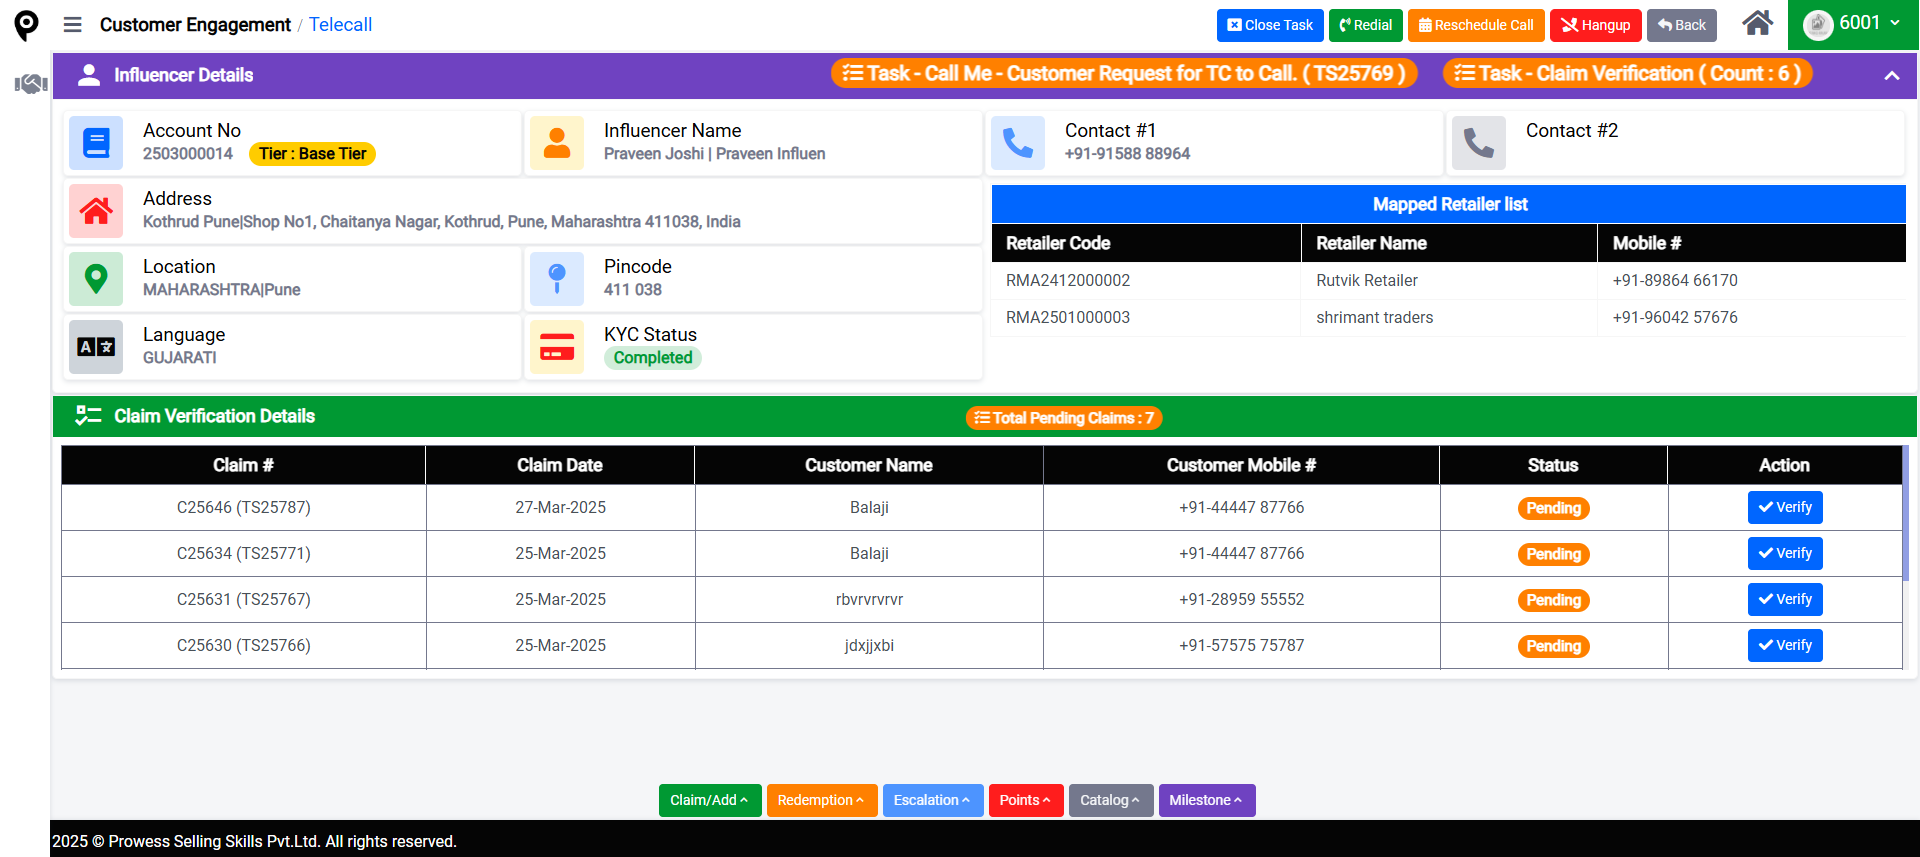 Customer Engagement / Telecall
Close Task
Redial
Reschedule Call
Hangup
Back
6001
Influencer Details
Task - Call Me - Customer Request for TC to Call. ( TS25769 )
Task - Claim Verification ( Count : 6 )
Account No
2503000014 Tier : Base Tier
Influencer Name
Praveen Joshi | Praveen Influen
Contact #1
+91-91588 88964
Contact #2
Address
Kothrud Pune|Shop No1, Chaitanya Nagar, Kothrud, Pune, Maharashtra 411038, India
Location
MAHARASHTRA|Pune
Pincode
411 038
Language
GUJARATI
KYC Status
Completed
Mapped Retailer list
Retailer Code Retailer Name Mobile #
RMA2412000002 Rutvik Retailer +91-89864 66170
RMA2501000003 shrimant traders +91-96042 57676
Claim Verification Details
Total Pending Claims : 7
Claim # Claim Date Customer Name Customer Mobile # Status Action
C25646 (TS25787) 27-Mar-2025 Balaji +91-44447 87766 Pending Verify
C25634 (TS25771) 25-Mar-2025 Balaji +91-44447 87766 Pending Verify
C25631 (TS25767) 25-Mar-2025 rbvrvrvrvr +91-28959 55552 Pending Verify
C25630 (TS25766) 25-Mar-2025 jdxjjxbi +91-57575 75787 Pending Verify
Claim/Add
Redemption
Escalation
Points
Catalog
Milestone
2025 © Prowess Selling Skills Pvt.Ltd. All rights reserved.